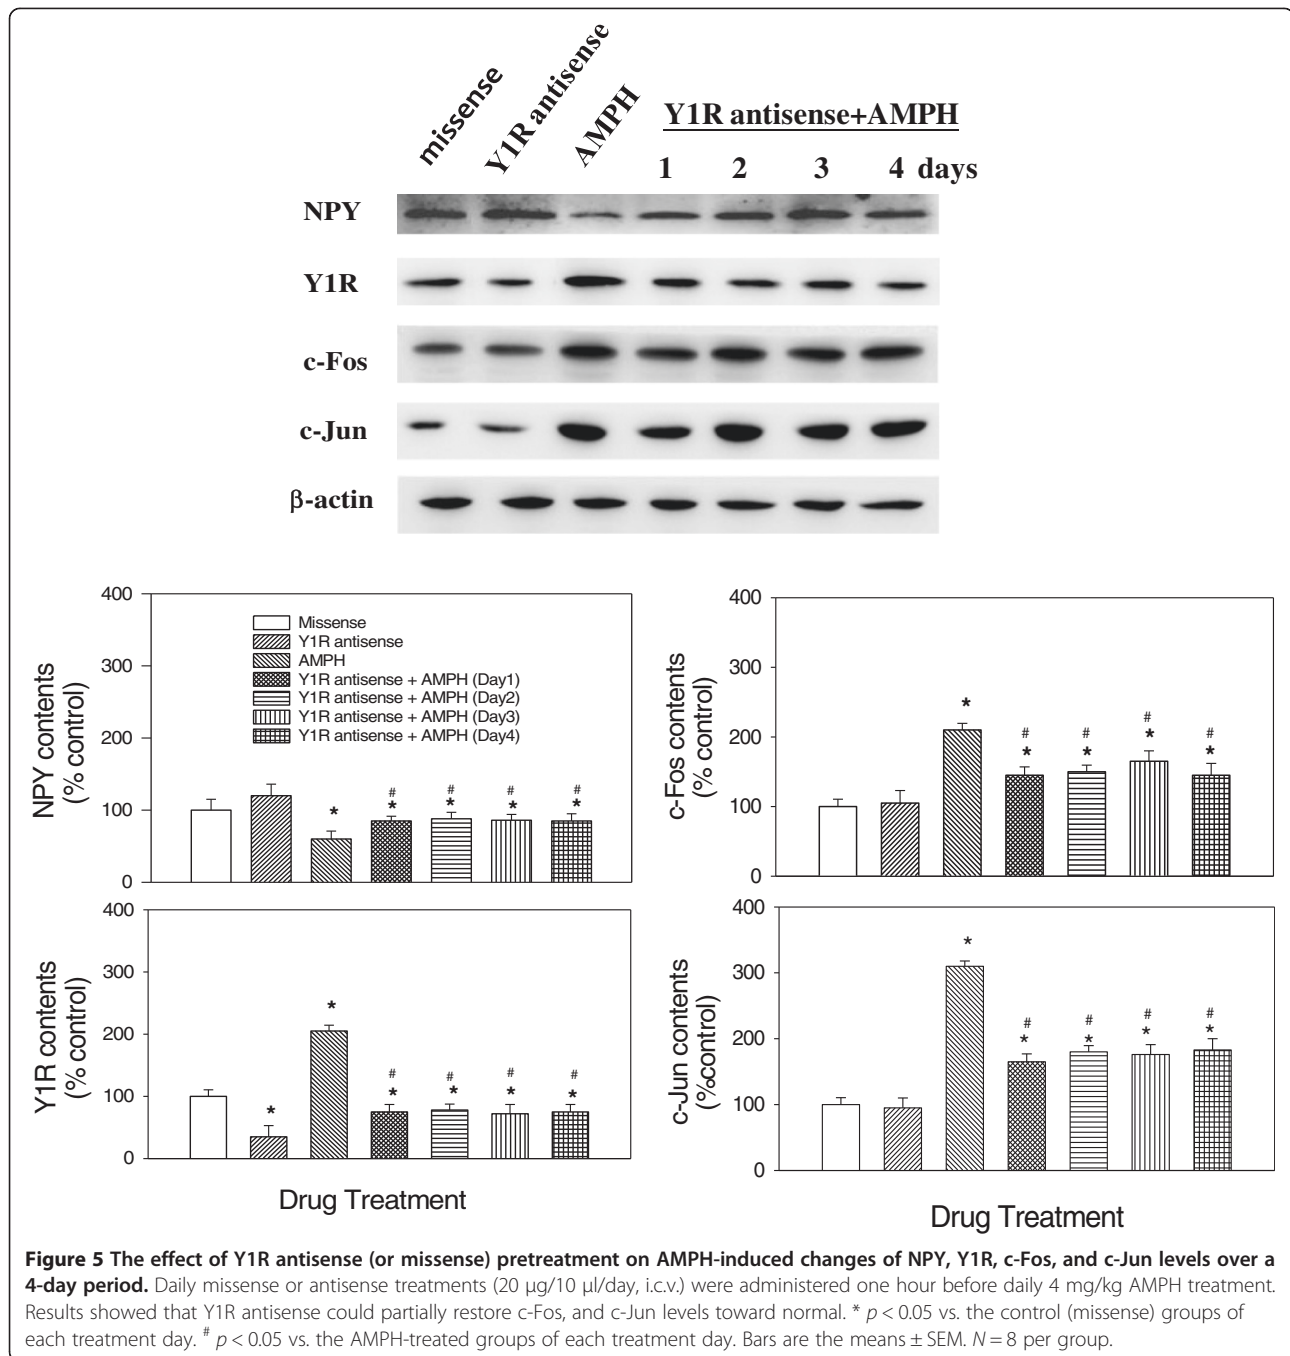 missense
Y1R antisense
AMPH
Y1R antisense+AMPH
1 2 3 4 days
NPY
Y1R
c-Fos
c-Jun
β-actin
400
300
200
100
0
NPY contents
(% control)
Missense
Y1R antisense
AMPH
Y1R antisense + AMPH (Day1)
Y1R antisense + AMPH (Day2)
Y1R antisense + AMPH (Day3)
Y1R antisense + AMPH (Day4)
*
# # # #
* * * *
400
300
200
100
0
c-Fos contents
(% control)
*
# # # #
* * * *
400
300
200
100
0
Y1R contents
(% control)
* *
# # # #
* * * *
Drug Treatment
400
300
200
100
0
c-Jun contents
(%control)
*
# # # #
* * * *
Drug Treatment
Figure 5 The effect of Y1R antisense (or missense) pretreatment on AMPH-induced changes of NPY, Y1R, c-Fos, and c-Jun levels over a
4-day period. Daily missense or antisense treatments (20 μg/10 μl/day, i.c.v.) were administered one hour before daily 4 mg/kg AMPH treatment.
Results showed that Y1R antisense could partially restore c-Fos, and c-Jun levels toward normal. * p < 0.05 vs. the control (missense) groups of
each treatment day. # p < 0.05 vs. the AMPH-treated groups of each treatment day. Bars are the means ± SEM. N = 8 per group.